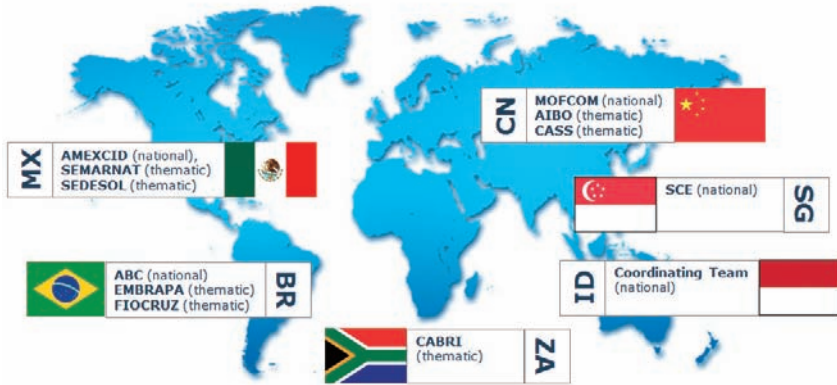 CN
MOFCOM (national)
AIBO (thematic)
CASS (thematic)
MX
AMEXCID (national),
SEMARNAT (thematic)
SEDESOL (thematic)
SCE (national)
SG
ABC (national)
EMBRAPA (thematic)
FIOCRUZ (thematic)
BR
ID
Coordinating Team
(national)
CABRI
(thematic)
ZA